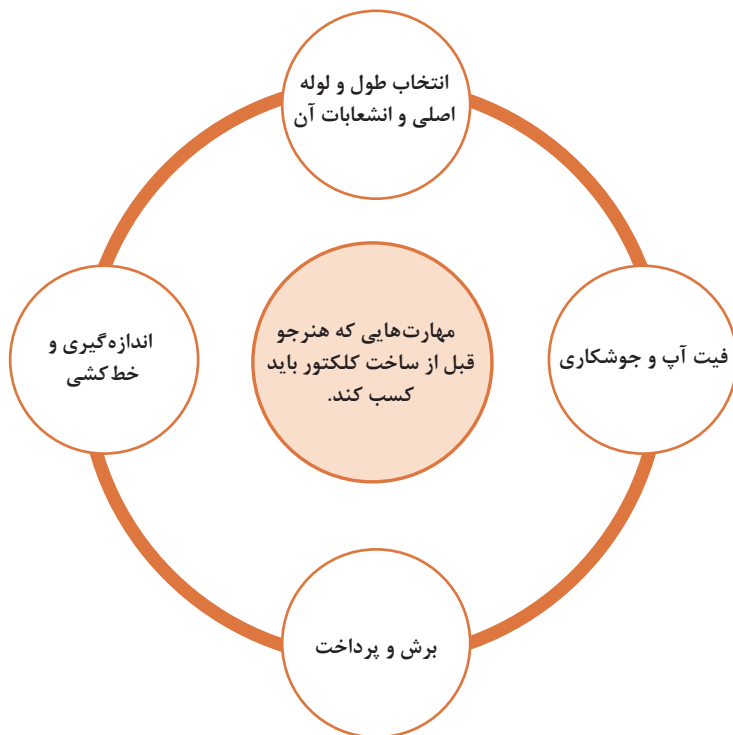 انتخاب طول و لوله
اصلی و انشعابات آن
فیت آپ و جوشکاری
مهارت‌هایی که هنرجو
قبل از ساخت کلکتور باید
کسب کند.
اندازه‌گیری و
خط‌کشی
برش و پرداخت